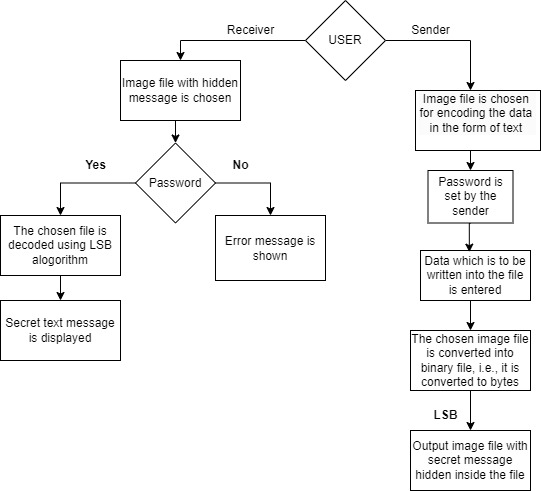 Receiver
USER
Sender
Image file with hidden
message is chosen
Image file is chosen
for encoding the data
in the form of text
Yes
Password
No
Password is
set by the
sender
The chosen file is
decoded using LSB
alogorithm
Error message is
shown
Data which is to be
written into the file
is entered
Secret text message
is displayed
The chosen image file
is converted into
binary file, i.e., it is
converted to bytes
LSB
Output image file with
secret message
hidden inside the file